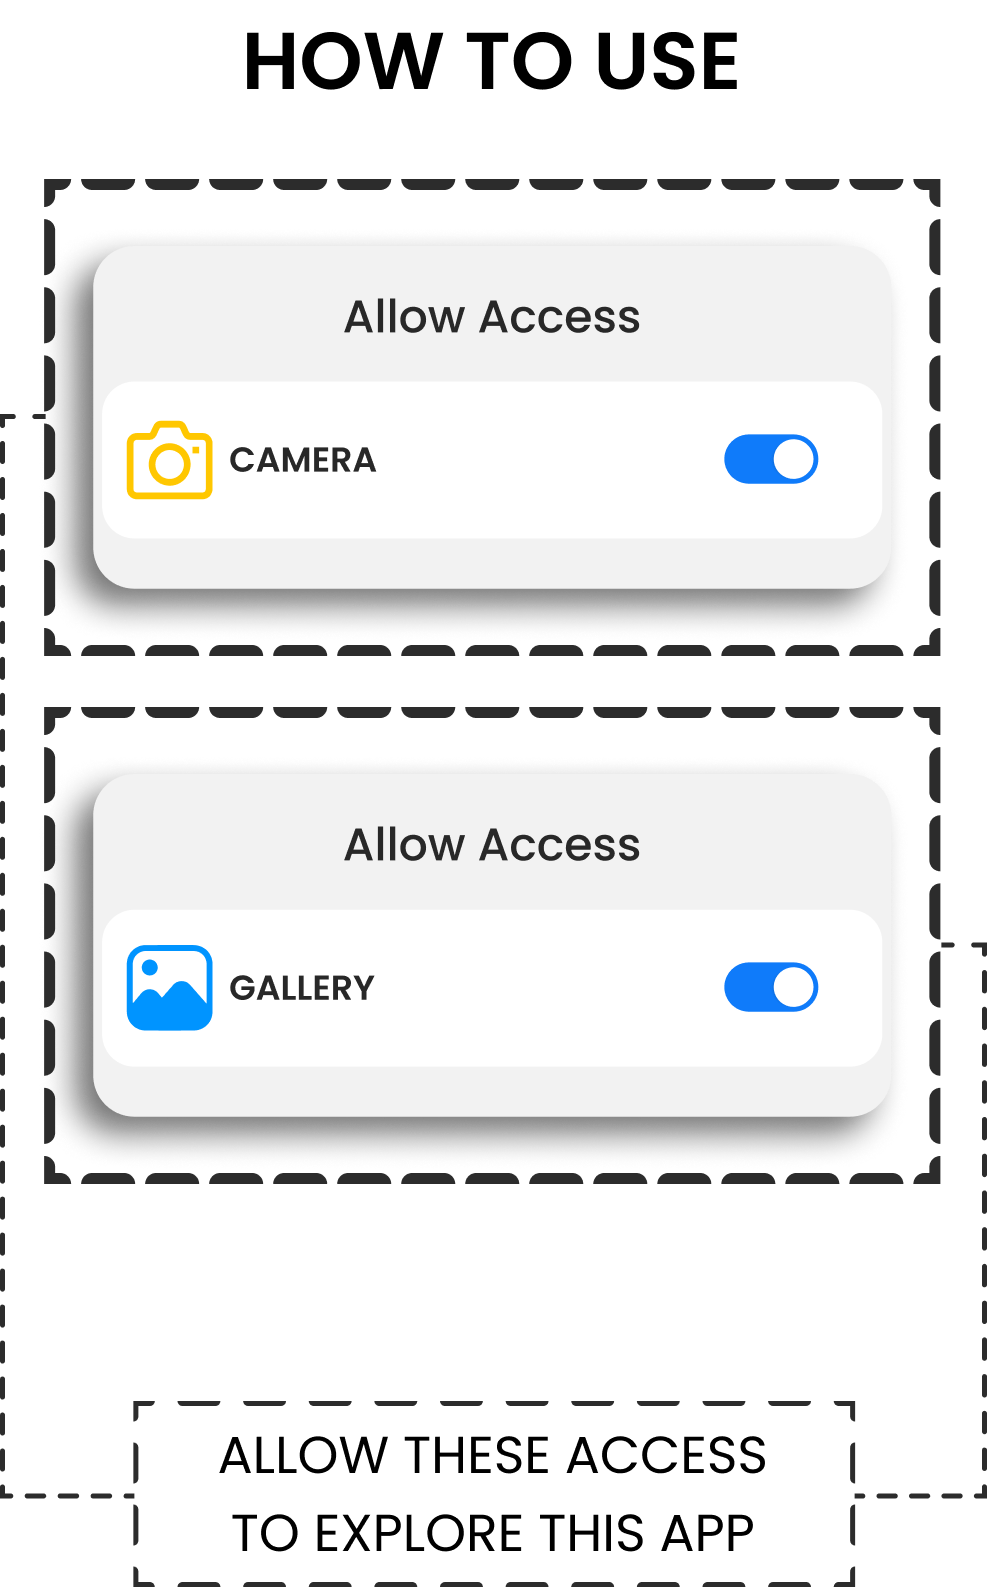 HOW TO USE
Allow Access
CAMERA
Allow Access
GALLERY
ALLOW THESE ACCESS
TO EXPLORE THIS APP